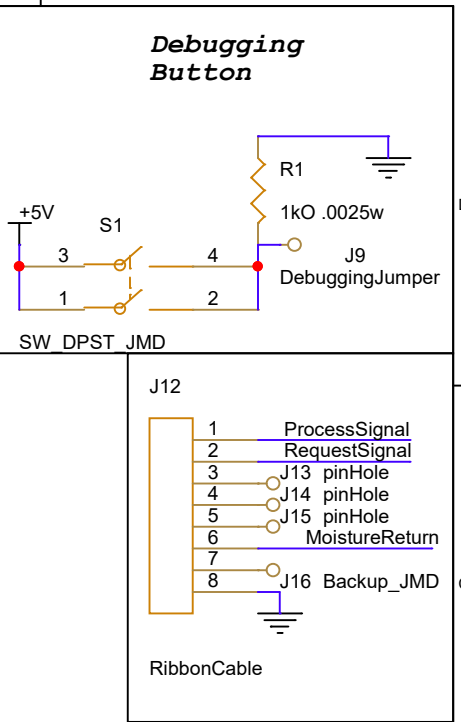 Debugging
Button
R1
+5V
1kO .0025w
S1
3
4
J9
DebuggingJumper
1
2
SW_DPST_JMD
J12
1 ProcessSignal
2 RequestSignal
3 J13 pinHole
4 J14 pinHole
5 J15 pinHole
6 MoistureReturn
7
8 J16 Backup_JMD
RibbonCable